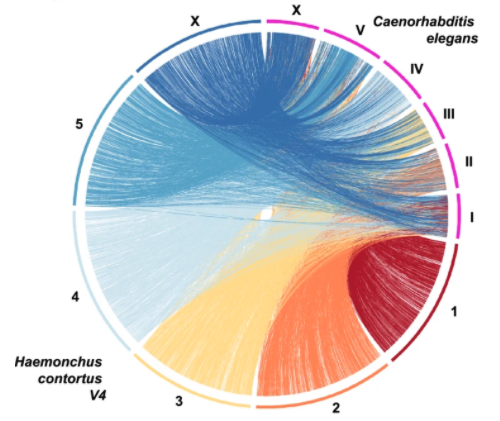 X
X
V
Caenorhabditis
elegans
IV
III
II
I
5
4
1
Haemonchus
contortus
V4
3
2